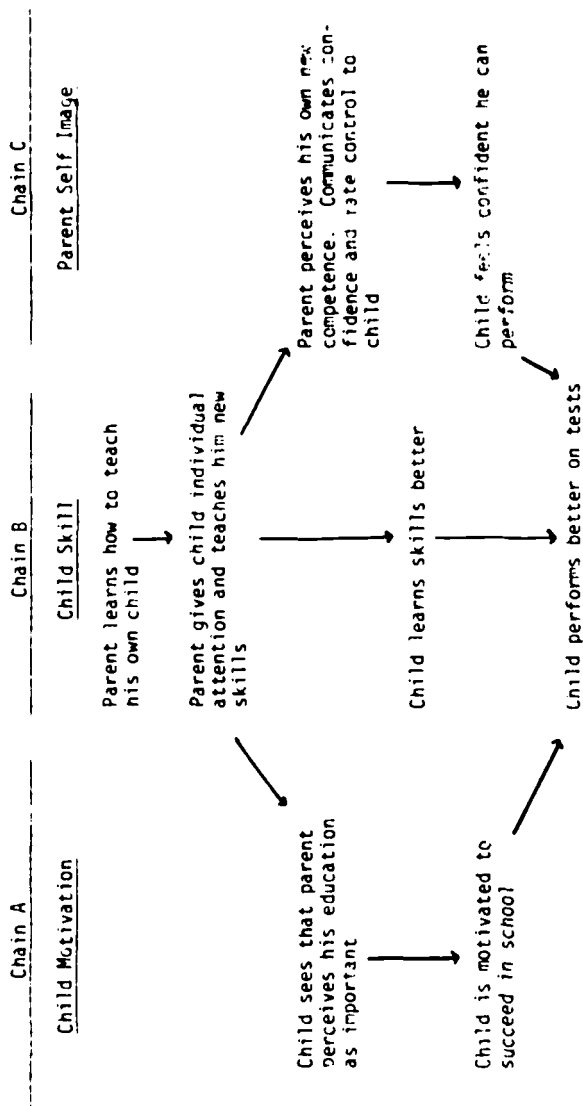 Chain A
Child Motivation
Child sees that parent
perceives his education
as important
Child is motivated to
succeed in school
Chain B
Child Skill
Parent learns how to teach
his own child
Parent gives child individual
attention and teaches him new
skills
Child learns skills better
Child performs better on tests
Chain C
Parent Self Image
Parent perceives his own new
competence. Communicates con-
fidence and rate control to
child
Child feels confident he can
perform